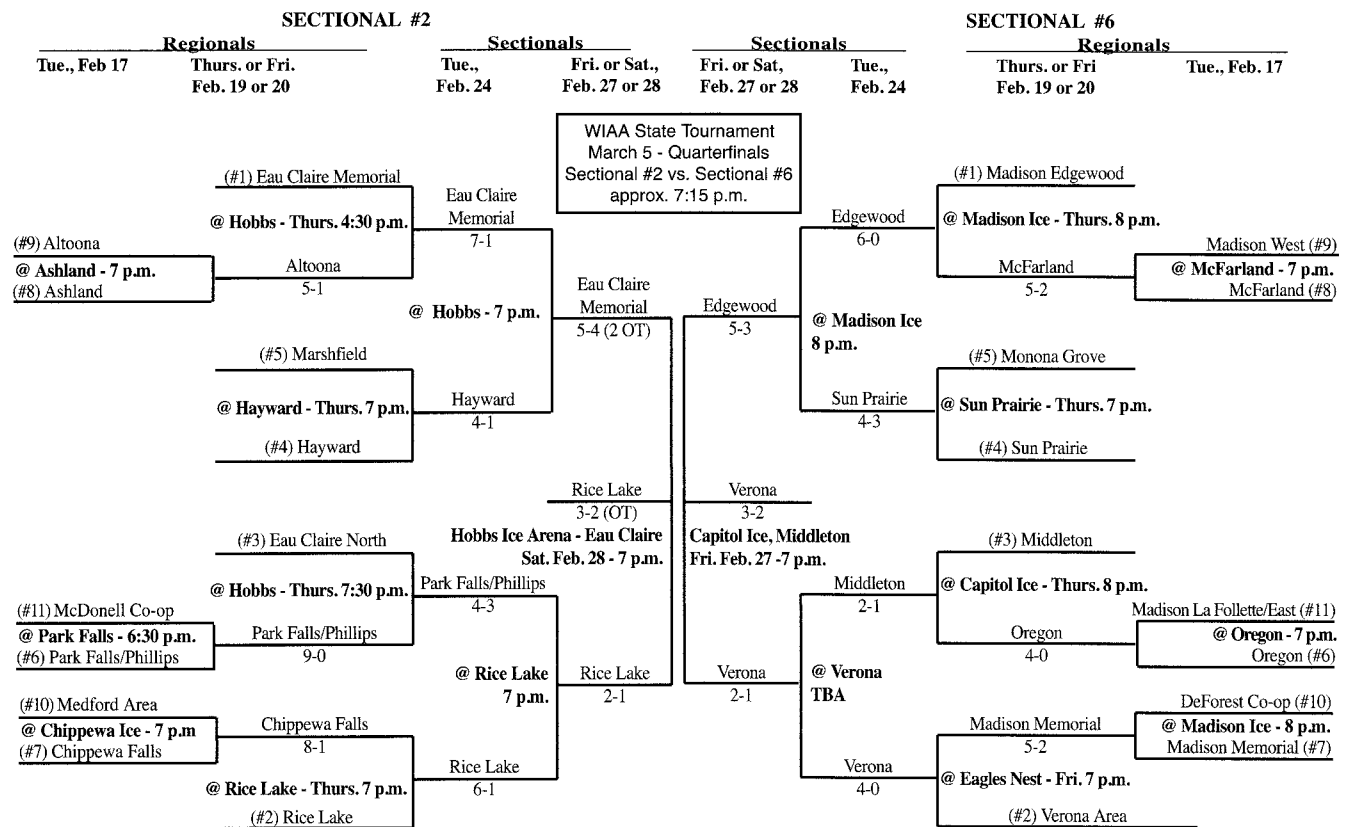 SECTIONAL #2
SECTIONAL #6
Regionals
Sectionals
Sectionals
Regionals
Tue., Feb 17
Thurs. or Fri.
Feb. 19 or 20
Tue.,
Feb. 24
Fri. or Sat.,
Feb. 27 or 28
Fri. or Sat,
Feb. 27 or 28
Tue.,
Feb. 24
Thurs. or Fri
Feb. 19 or 20
Tue., Feb. 17
WIAA State Tournament
March 5 - Quarterfinals
Sectional #2 vs. Sectional #6
approx. 7:15 p.m.
(#1) Eau Claire Memorial
@ Hobbs - Thurs. 4:30 p.m.
(#9) Altoona
@ Ashland - 7 p.m.
(#8) Ashland
Altoona
5-1
Eau Claire
Memorial
7-1
@ Hobbs - 7 p.m.
Eau Claire
Memorial
5-4 (2 OT)
(#5) Marshfield
@ Hayward - Thurs. 7 p.m.
(#4) Hayward
Hayward
4-1
Rice Lake
3-2 (OT)
Hobbs Ice Arena - Eau Claire
Sat. Feb. 28 - 7 p.m.
(#3) Eau Claire North
@ Hobbs - Thurs. 7:30 p.m.
(#11) McDonell Co-op
@ Park Falls - 6:30 p.m.
(#6) Park Falls/Phillips
Park Falls/Phillips
9-0
Park Falls/Phillips
4-3
@ Rice Lake
7 p.m.
Rice Lake
2-1
(#10) Medford Area
@ Chippewa Ice - 7 p.m
(#7) Chippewa Falls
Chippewa Falls
8-1
@ Rice Lake - Thurs. 7 p.m.
(#2) Rice Lake
Rice Lake
6-1
(#1) Madison Edgewood
@ Madison Ice - Thurs. 8 p.m.
Madison West (#9)
@ McFarland - 7 p.m.
McFarland (#8)
McFarland
5-2
Edgewood
6-0
Edgewood
5-3
@ Madison Ice
8 p.m.
(#5) Monona Grove
@ Sun Prairie - Thurs. 7 p.m.
(#4) Sun Prairie
Sun Prairie
4-3
Verona
3-2
Capitol Ice, Middleton
Fri. Feb. 27 -7 p.m.
(#3) Middleton
@ Capitol Ice - Thurs. 8 p.m.
Madison La Follette/East (#11)
@ Oregon - 7 p.m.
Oregon (#6)
Oregon
4-0
Middleton
2-1
@ Verona
TBA
Verona
2-1
DeForest Co-op (#10)
@ Madison Ice - 8 p.m.
Madison Memorial (#7)
Madison Memorial
5-2
@ Eagles Nest - Fri. 7 p.m.
(#2) Verona Area
Verona
4-0